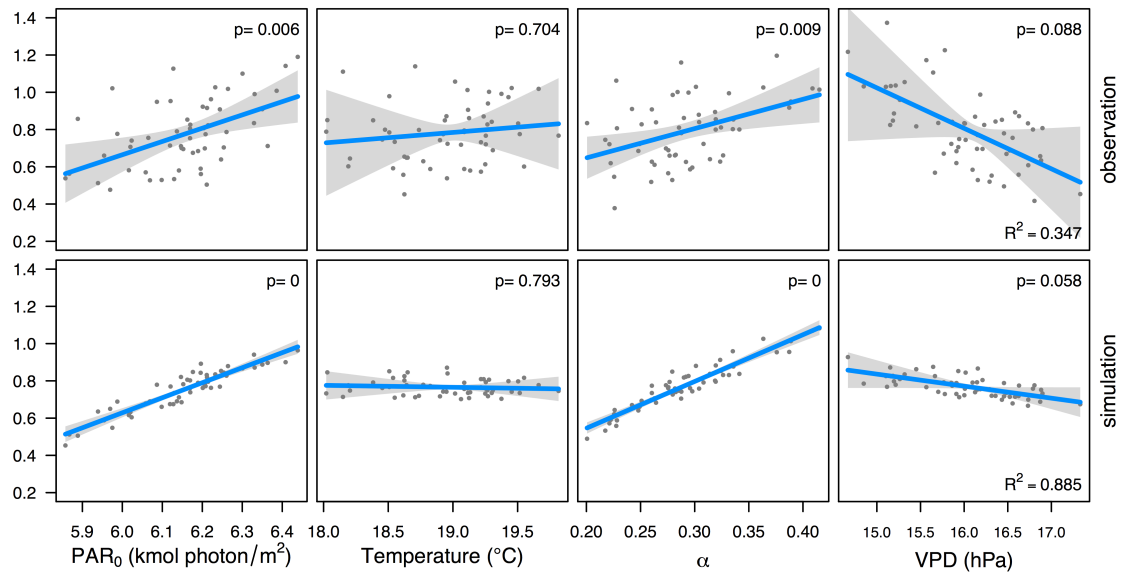 p= 0.006
p= 0.704
p= 0.009
p= 0.088
1.4
1.2
1.0
0.8
0.6
0.4
0.2
R² = 0.347
observation
p= 0
p= 0.793
p= 0
p= 0.058
1.4
1.2
1.0
0.8
0.6
0.4
0.2
R² = 0.885
simulation
5.9 6.0 6.1 6.2 6.3 6.4
18.0 18.5 19.0 19.5
0.20 0.25 0.30 0.35 0.40
15.0 15.5 16.0 16.5 17.0
PAR₀ (kmol photon/m²)
Temperature (°C)
α
VPD (hPa)